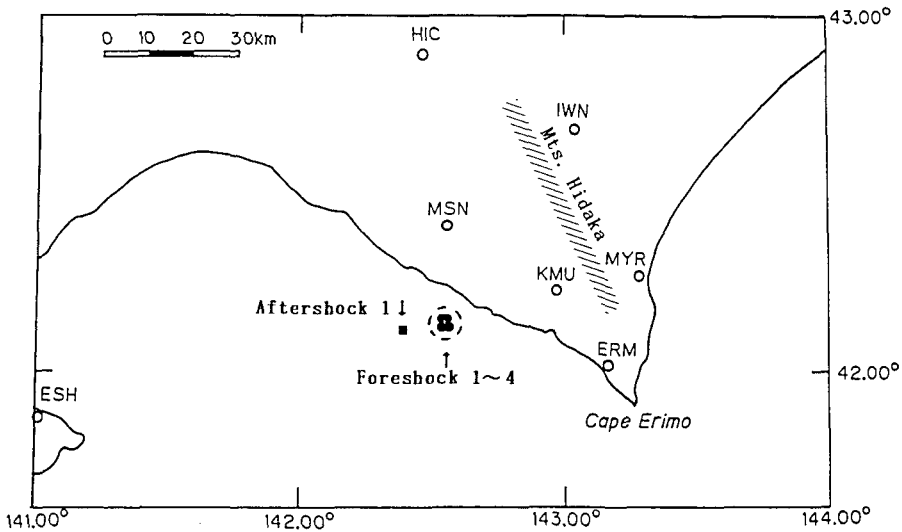 43.00°
0 10 20 30km
HIC
IWN
Mts. Hidaka
MSN
MYR
KMU
Aftershock 1↓
↑
Foreshock 1~4
ERM
42.00°
ESH
Cape Erimo
141.00°
142.00°
143.00°
144.00°